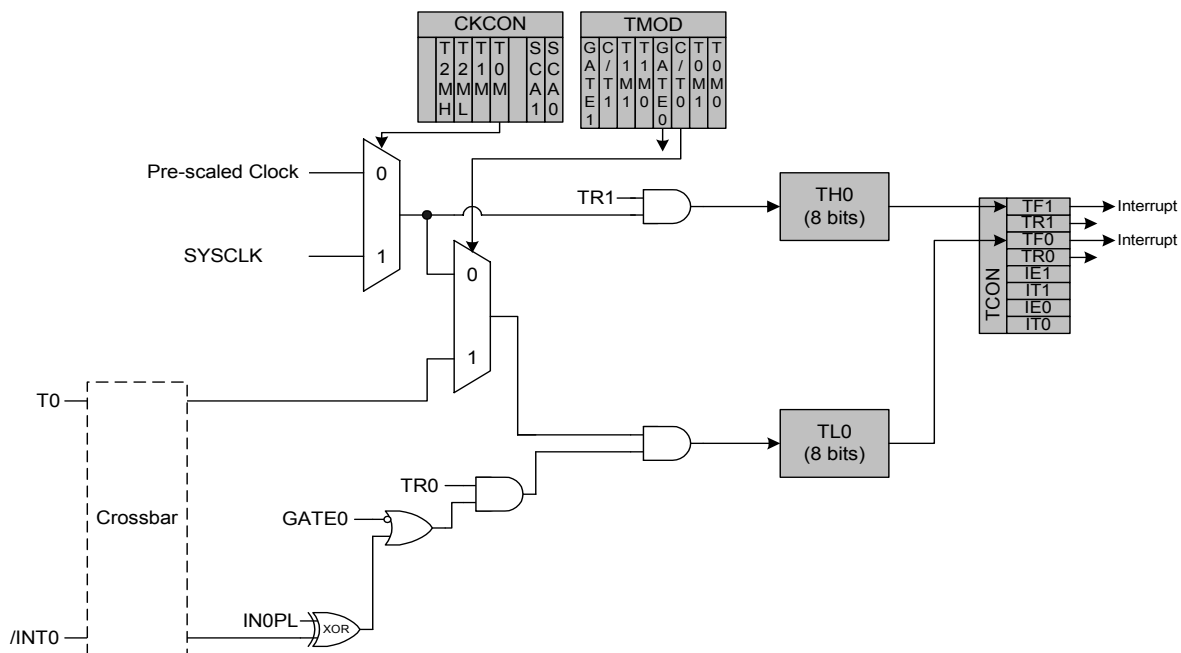 CKCON
TMOD
T2MH
T2ML
T1M
T0M
SCA1
SCA0
GATE1
C/T1
T1M1
T1M0
GATE0
C/T0
T0M1
T0M0
Pre-scaled Clock
0
SYSCLK
1
TR1
TH0
(8 bits)
TCON
TF1
TR1
TF0
TR0
IE1
IT1
IE0
IT0
Interrupt
Interrupt
0
1
T0
Crossbar
TL0
(8 bits)
TR0
GATE0
IN0PL
XOR
/INT0